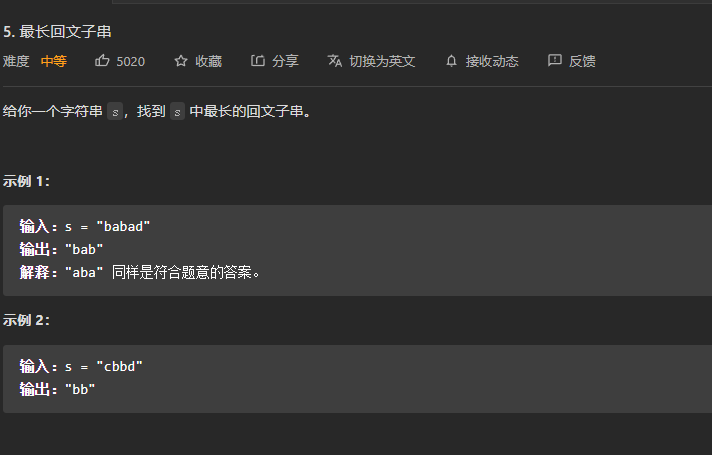 5. 最长回文子串
难度 中等 5020 收藏 分享 切换为英文 接收动态 反馈
给你一个字符串 s，找到 s 中最长的回文子串。
示例 1：
输入：s = "babad"
输出："bab"
解释："aba" 同样是符合题意的答案。
示例 2：
输入：s = "cbbd"
输出："bb"